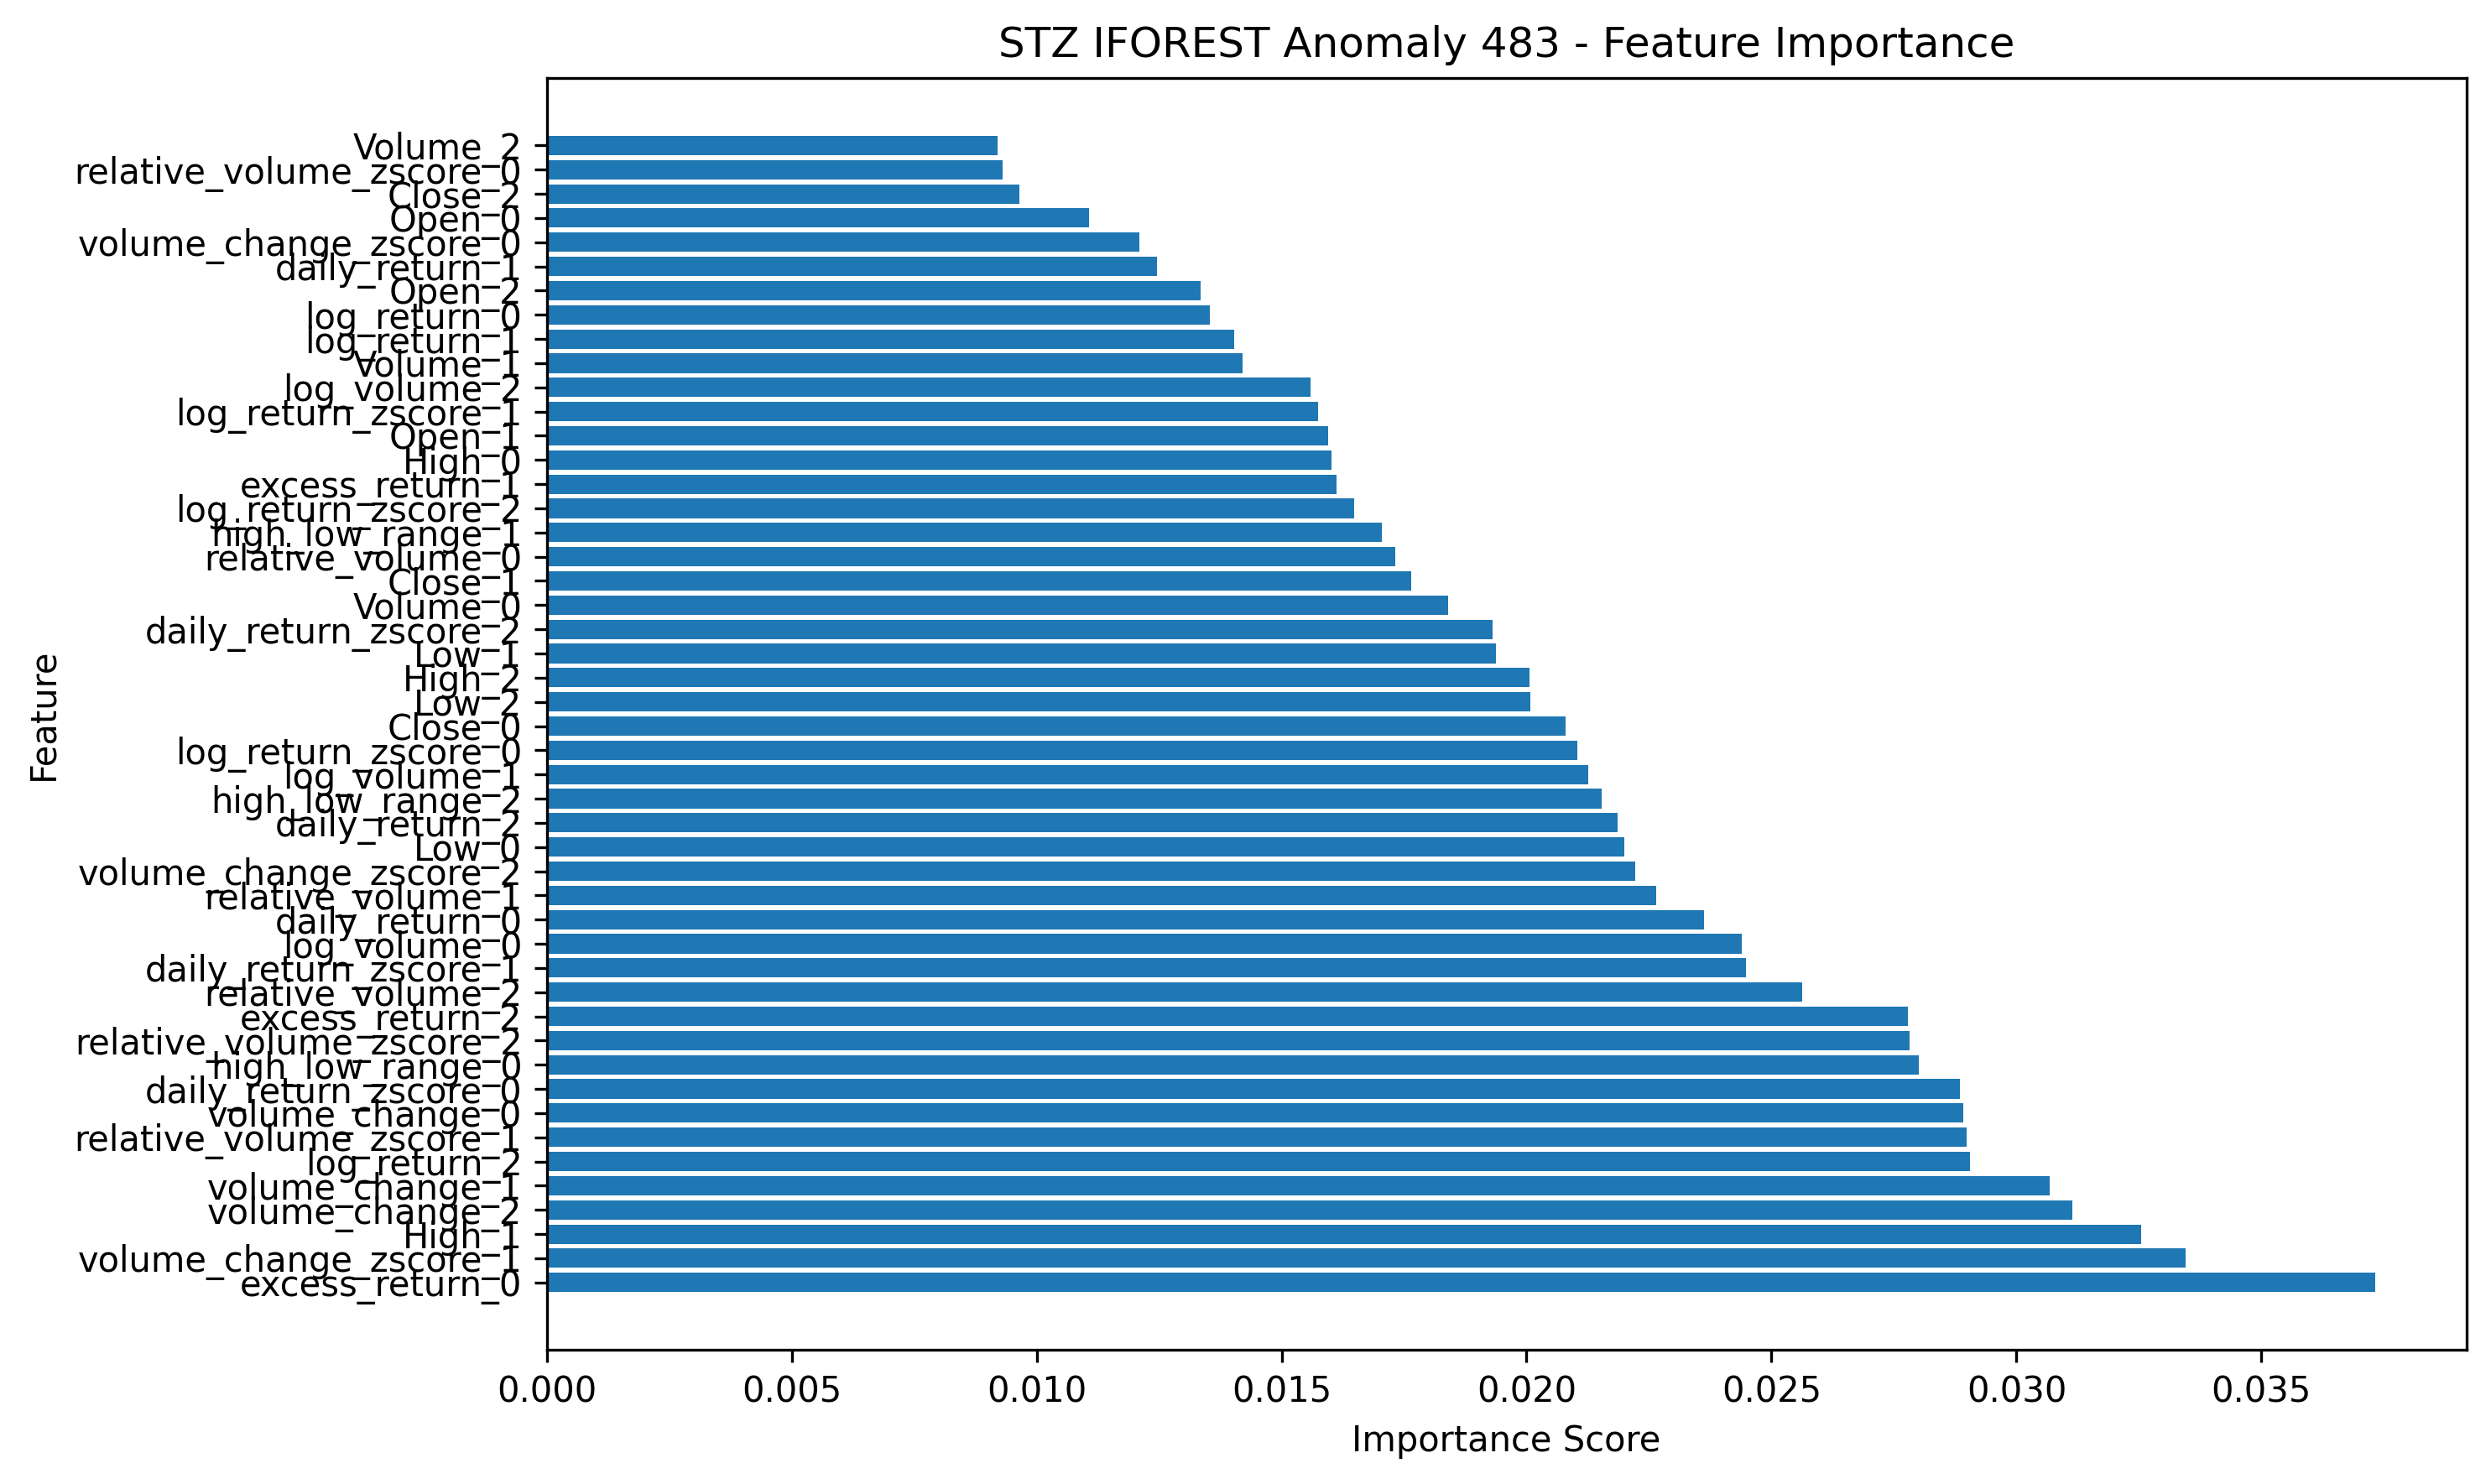 STZ IFOREST Anomaly 483 - Feature Importance
Volume_2
relative_volume_zscore_0
Close_2
Open_0
volume_change_zscore_0
daily_return_1
Open_2
log_return_0
log_return_1
Volume_1
log_volume_2
log_return_zscore_1
Open_1
High_0
excess_return_1
log_return_zscore_2
high_low_range_1
relative_volume_0
Close_1
Volume_0
daily_return_zscore_2
Low_1
High_2
Low_2
Close_0
log_return_zscore_0
log_volume_1
high_low_range_2
daily_return_2
Low_0
volume_change_zscore_2
relative_volume_1
daily_return_0
log_volume_0
daily_return_zscore_1
relative_volume_2
excess_return_2
relative_volume_zscore_2
high_low_range_0
daily_return_zscore_0
volume_change_0
relative_volume_zscore_1
log_return_2
volume_change_1
volume_change_2
High_1
volume_change_zscore_1
excess_return_0
Feature
0.000 0.005 0.010 0.015 0.020 0.025 0.030 0.035
Importance Score